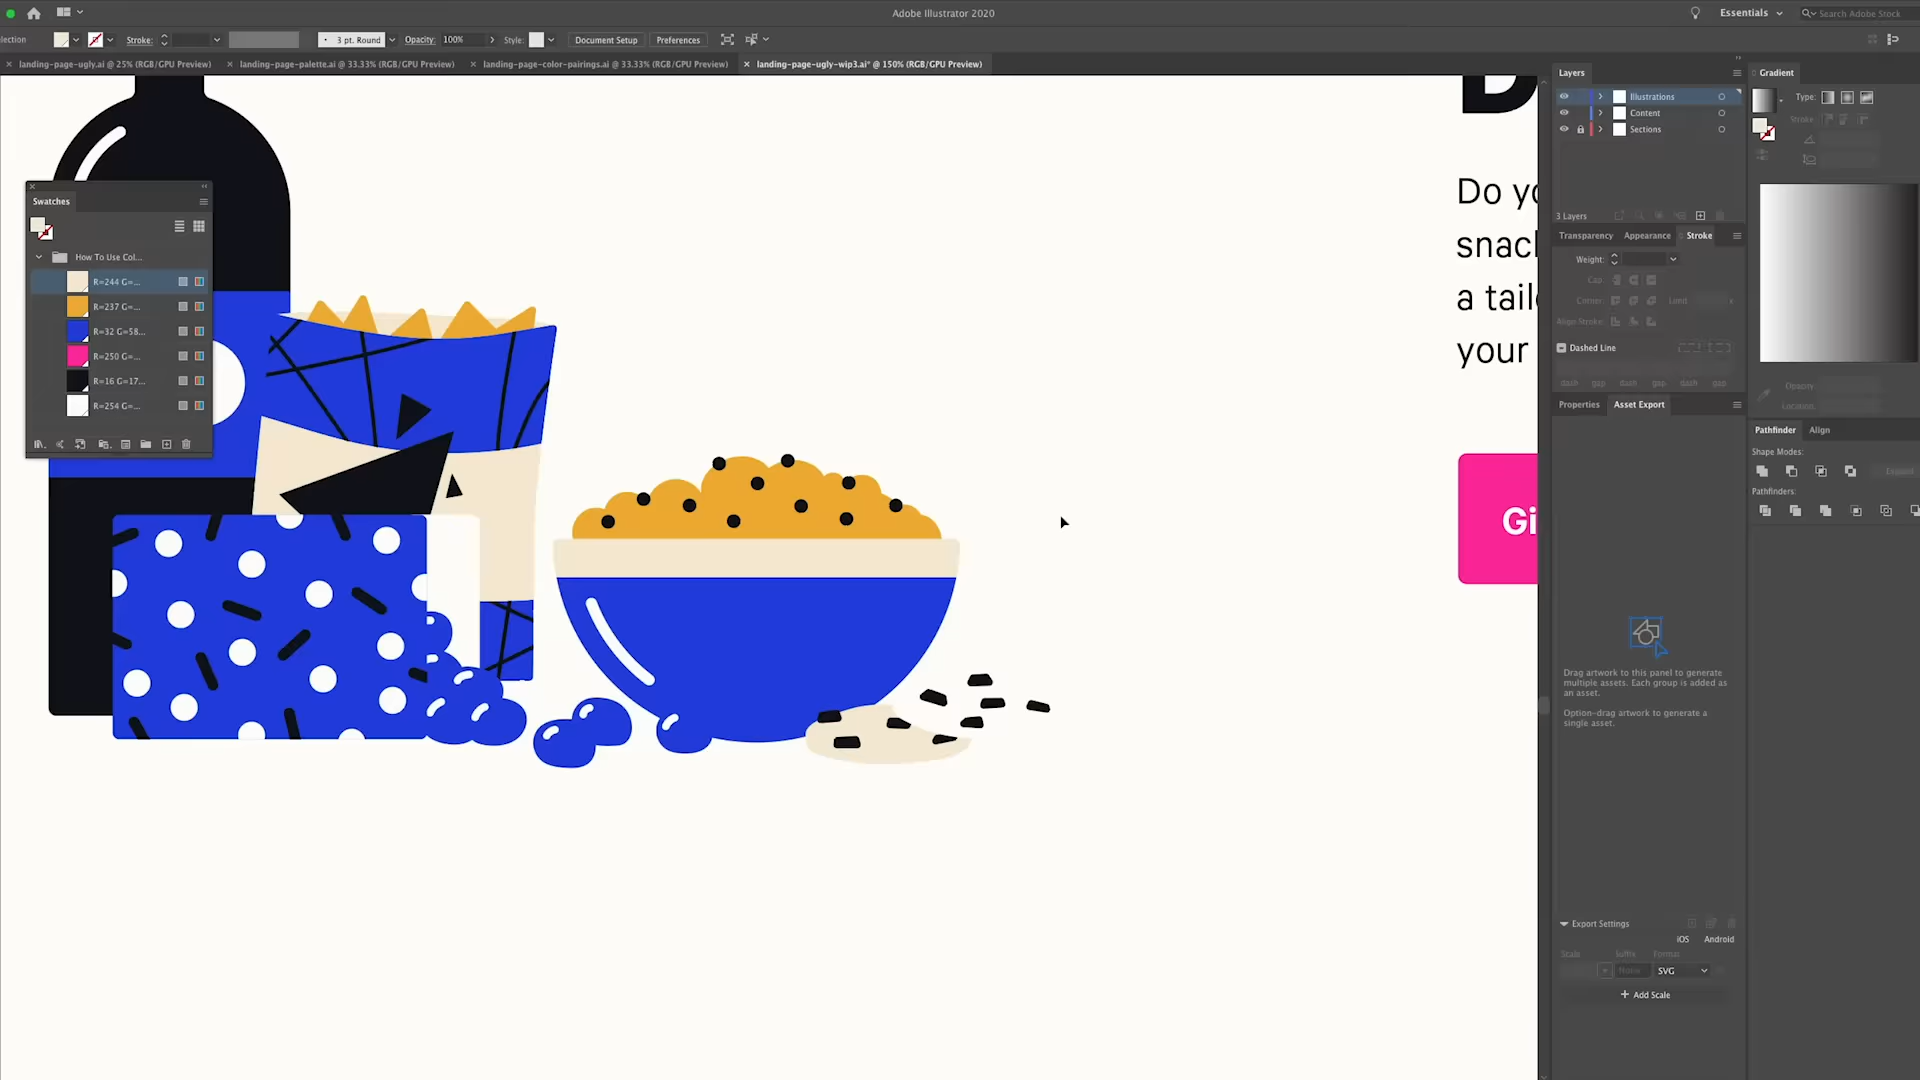 Adobe Illustrator 2020
Essentials
Search Adobe Stock
Stroke:
3 pt. Round
Opacity:
100%
Style:
Document Setup
Preferences
landing-page-ugly.ai @ 25% (RGB/GPU Preview)
landing-page-palette.ai @ 33.33% (RGB/GPU Preview)
landing-page-color-pairings.ai @ 33.33% (RGB/GPU Preview)
landing-page-ugly-wip3.ai* @ 150% (RGB/GPU Preview)
Swatches
How To Use Col...
R=244 G=...
R=237 G=...
R=32 G=58...
R=250 G=...
R=16 G=17...
R=254 G=...
Do yo
snack
a tail
your
Gi
Layers
Illustrations
Content
Sections
3 Layers
Transparency
Appearance
Stroke
Weight:
Cap:
Corner:
Limit:
Align Stroke:
Dashed Line
dash
gap
dash
gap
dash
gap
Properties
Asset Export
Drag artwork to this panel to generate
multiple assets. Each group is added as
an asset.
Option-drag artwork to generate a
single asset.
Export Settings
iOS
Android
Scale
Suffix
Format
None
SVG
+ Add Scale
Gradient
Type:
Stroke:
Opacity:
Location:
Pathfinder
Align
Shape Modes:
Expand
Pathfinders: